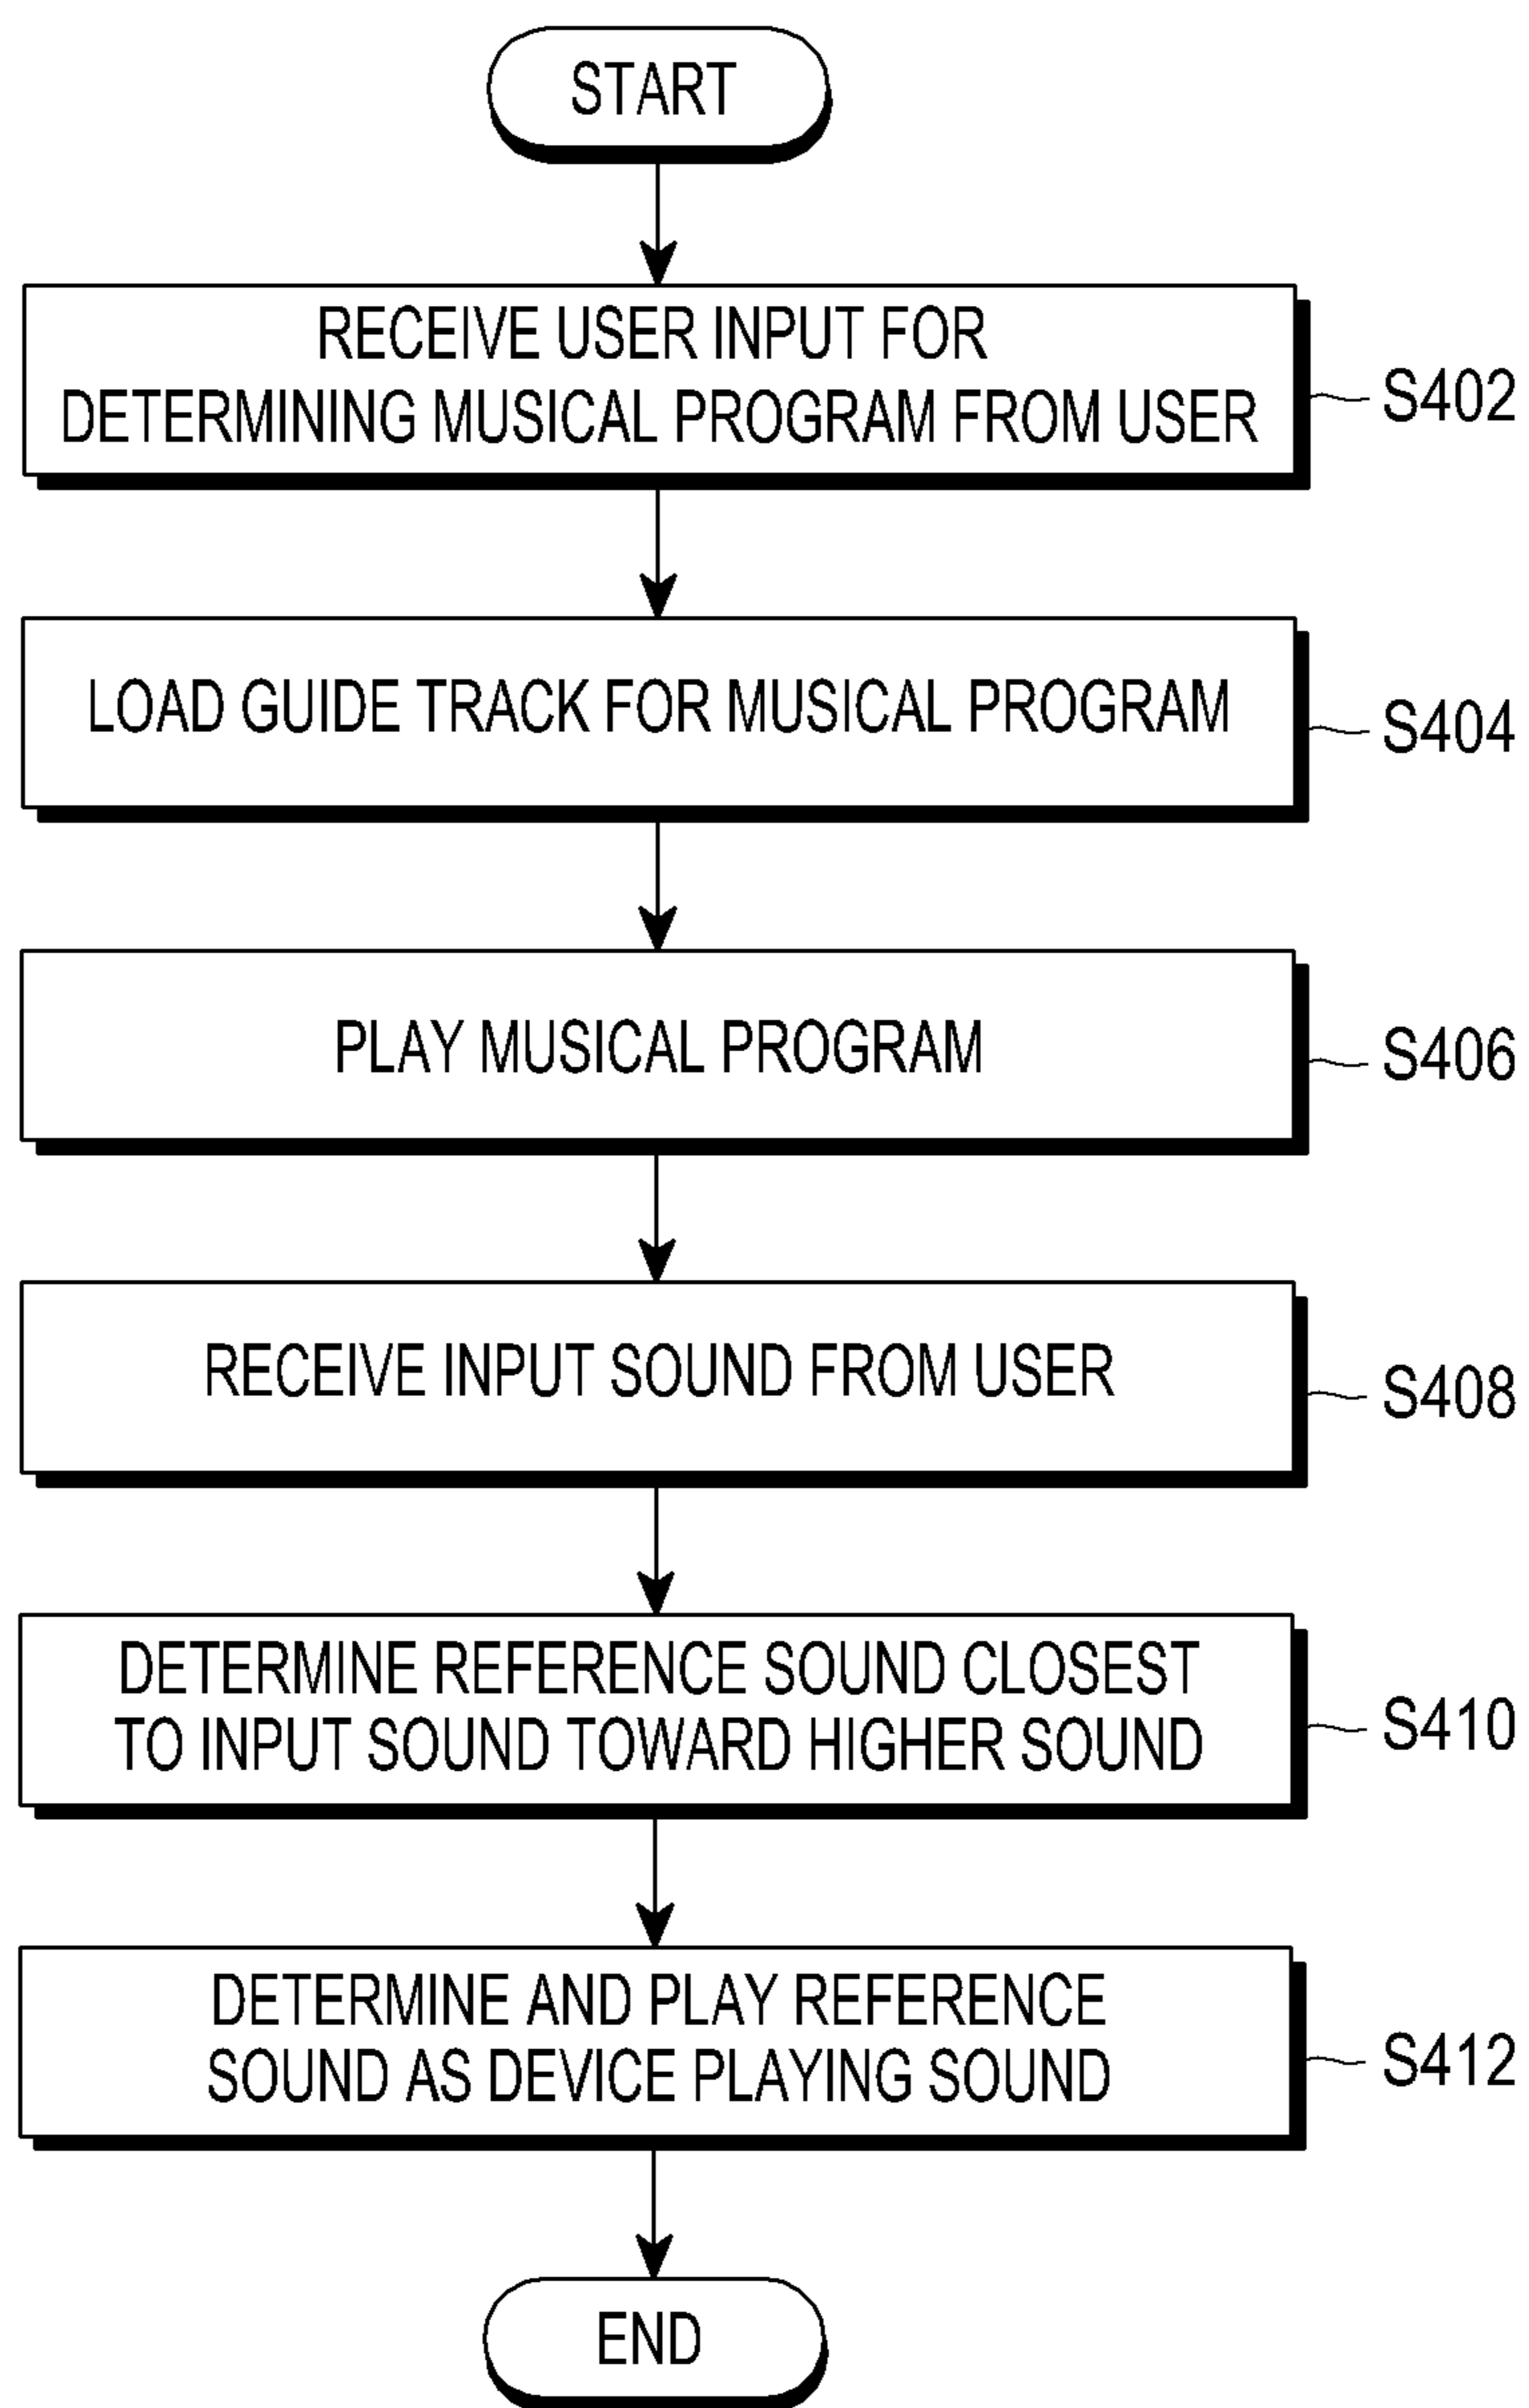 START
RECEIVE USER INPUT FOR
DETERMINING MUSICAL PROGRAM FROM USER
S402
LOAD GUIDE TRACK FOR MUSICAL PROGRAM
S404
PLAY MUSICAL PROGRAM
S406
RECEIVE INPUT SOUND FROM USER
S408
DETERMINE REFERENCE SOUND CLOSEST
TO INPUT SOUND TOWARD HIGHER SOUND
S410
DETERMINE AND PLAY REFERENCE
SOUND AS DEVICE PLAYING SOUND
S412
END